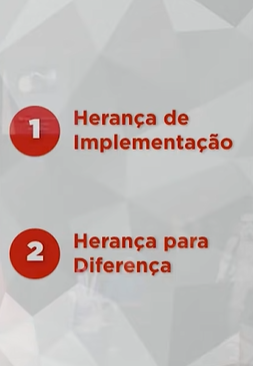 1
Herança de
Implementação
2
Herança para
Diferença